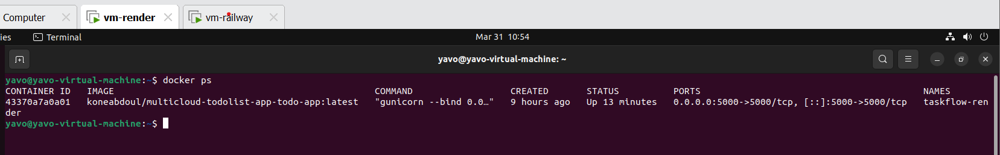 Computer vm-render vm-railway
ies Terminal Mar 31 10:54
yavo@yavo-virtual-machine: ~
yavo@yavo-virtual-machine:~$ docker ps
CONTAINER ID IMAGE COMMAND CREATED STATUS PORTS NAMES
43370a7a0a01 koneabdoul/multicloud-todolist-app-todo-app:latest "gunicorn --bind 0.0…" 9 hours ago Up 13 minutes 0.0.0.0:5000->5000/tcp, [::]:5000->5000/tcp taskflow-ren
der
yavo@yavo-virtual-machine:~$